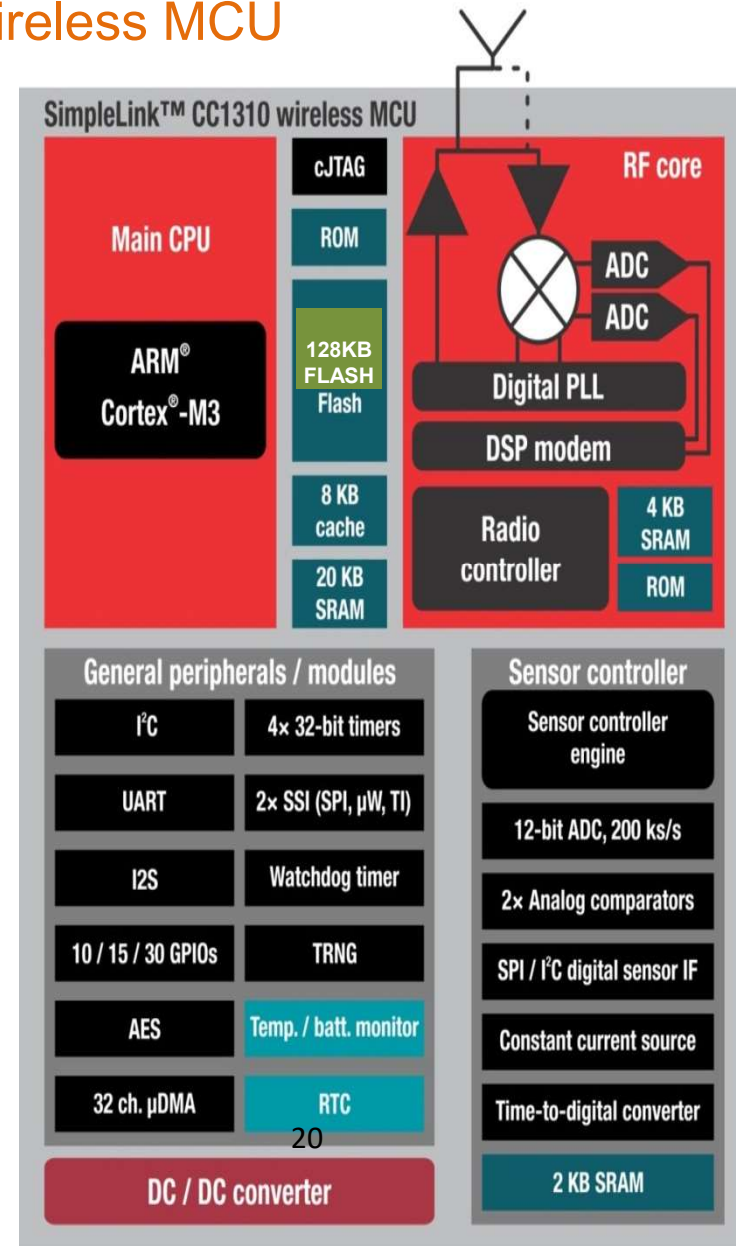 ireless MCU
SimpleLink™ CC1310 wireless MCU
Main CPU
ARM®
Cortex®-M3
cJTAG
ROM
128KB
FLASH
Flash
8 KB
cache
20 KB
SRAM
RF core
ADC
ADC
Digital PLL
DSP modem
Radio
controller
4 KB
SRAM
ROM
General peripherals / modules
I²C
4× 32-bit timers
UART
2× SSI (SPI, µW, TI)
I2S
Watchdog timer
10 / 15 / 30 GPIOs
TRNG
AES
Temp. / batt. monitor
32 ch. µDMA
RTC
20
DC / DC converter
Sensor controller
Sensor controller
engine
12-bit ADC, 200 ks/s
2× Analog comparators
SPI / I²C digital sensor IF
Constant current source
Time-to-digital converter
2 KB SRAM